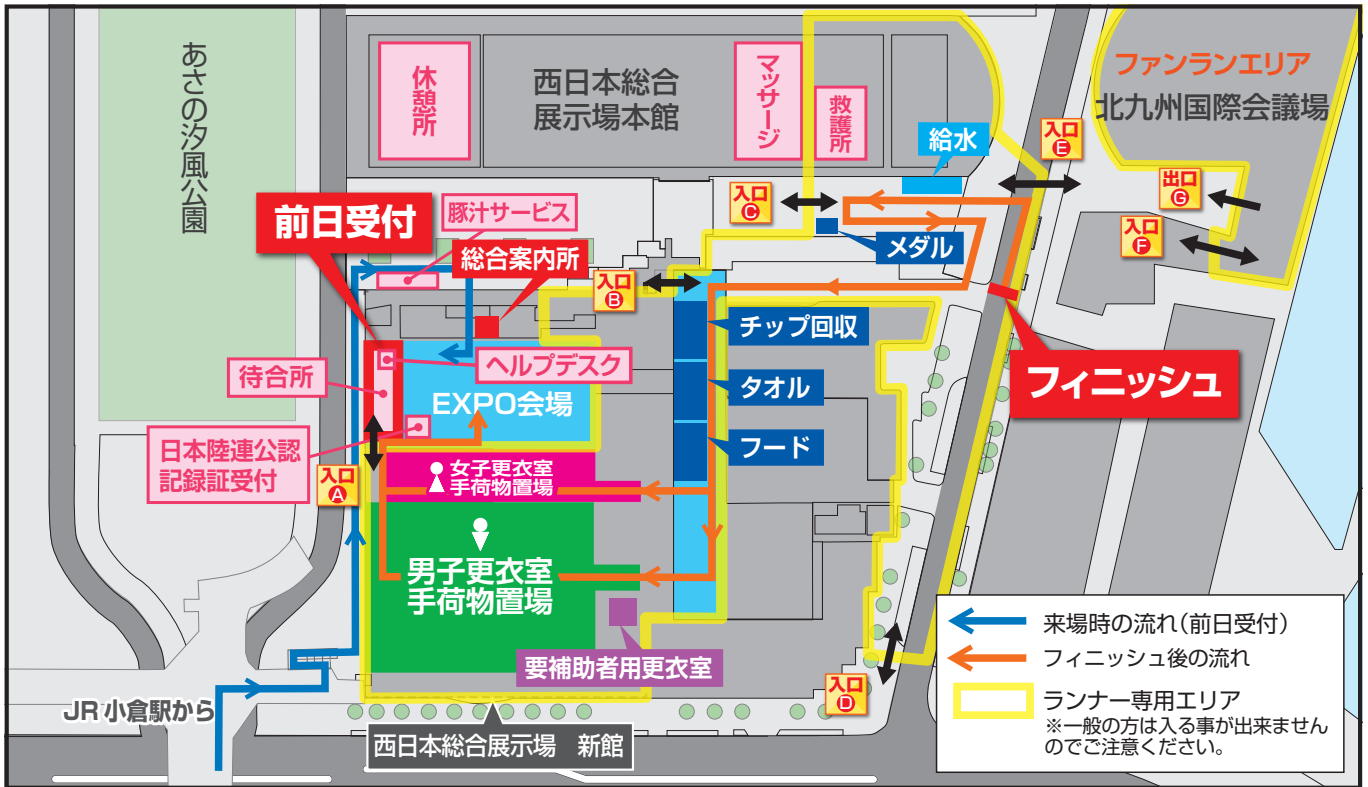 あさの汐風公園
休憩所
西日本総合
展示場本館
マッサージ
救護所
給水
ファンランエリア
北九州国際会議場
入口
E
出口
G
入口
F
入口
C
メダル
前日受付
豚汁サービス
総合案内所
入口
B
チップ回収
フィニッシュ
ヘルプデスク
待合所
EXPO会場
タオル
日本陸連公認
記録証受付
フード
入口
A
女子更衣室
手荷物置場
男子更衣室
手荷物置場
要補助者用更衣室
入口
D
JR小倉駅から
西日本総合展示場 新館
来場時の流れ(前日受付)
フィニッシュ後の流れ
ランナー専用エリア
※一般の方は入る事が出来ません
のでご注意ください。